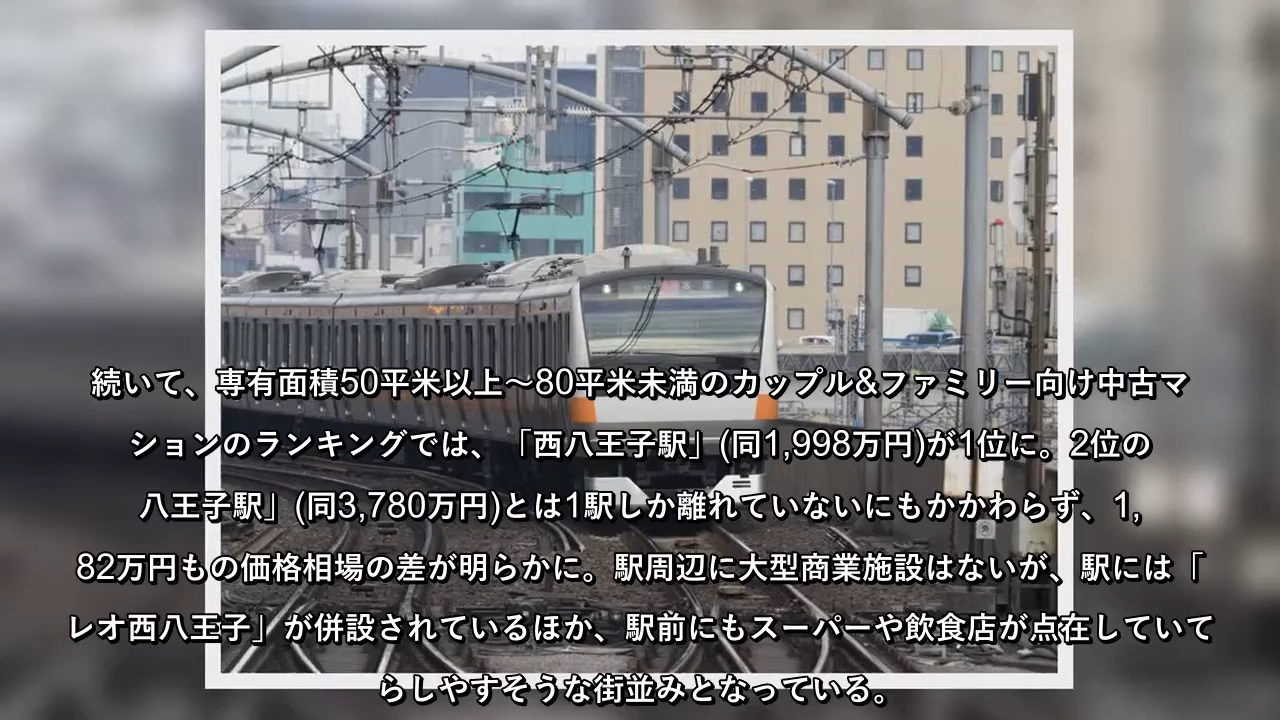 続いて、専有面積50平米以上～80平米未満のカップル&ファミリー向け中古マ
ションのランキングでは、「西八王子駅」(同1,998万円)が1位に。2位の
八王子駅」(同3,780万円)とは1駅しか離れていないにもかかわらず、1,
82万円もの価格相場の差が明らかに。駅周辺に大型商業施設はないが、駅には「
レオ西八王子」が併設されているほか、駅前にもスーパーや飲食店が点在していて
らしやすそうな街並みとなっている。